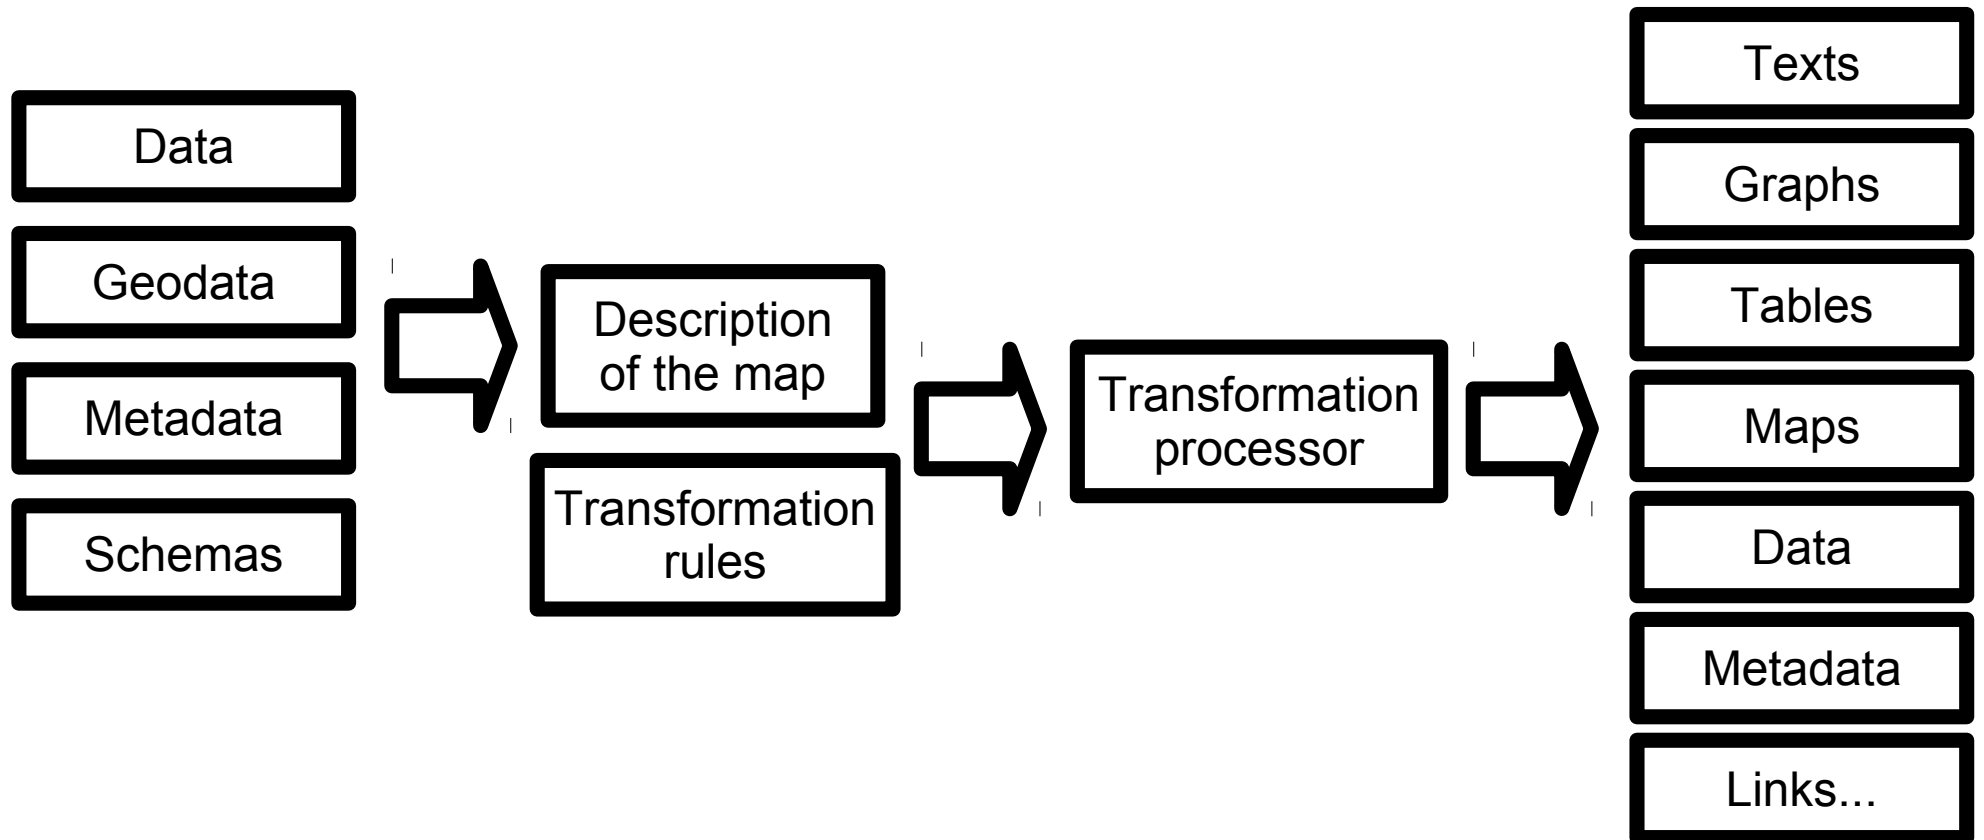 Data
Geodata
Metadata
Schemas
Description
of the map
Transformation
rules
Transformation
processor
Texts
Graphs
Tables
Maps
Data
Metadata
Links...